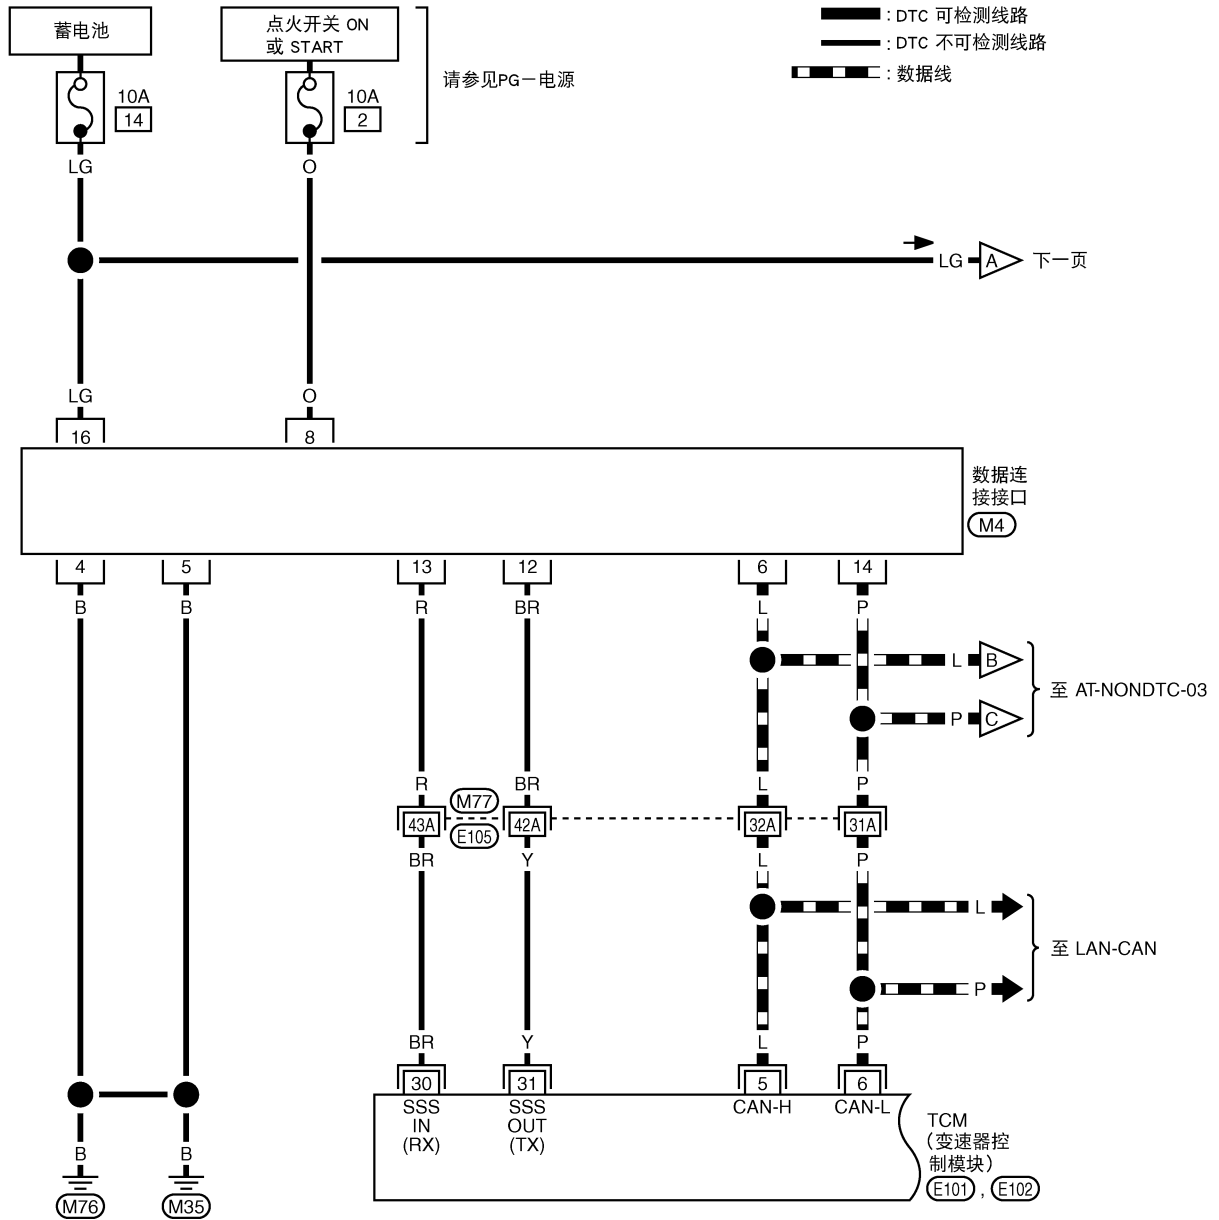 蓄电池
点火开关 ON
或 START
: DTC 可检测线路
: DTC 不可检测线路
: 数据线
请参见PG－电源
10A
14
10A
2
LG
O
LG
A
下一页
LG
O
16
8
数据连
接接口
M4
4
5
13
12
6
14
B
B
R
BR
L
P
L
B
P
C
至 AT-NONDTC-03
R
BR
L
P
M77
43A
E105
42A
32A
31A
BR
Y
L
P
L
P
至 LAN-CAN
BR
Y
L
P
30
31
5
6
SSS
IN
(RX)
SSS
OUT
(TX)
CAN-H
CAN-L
TCM
（变速器控
制模块）
E101 , E102
B
B
M76
M35